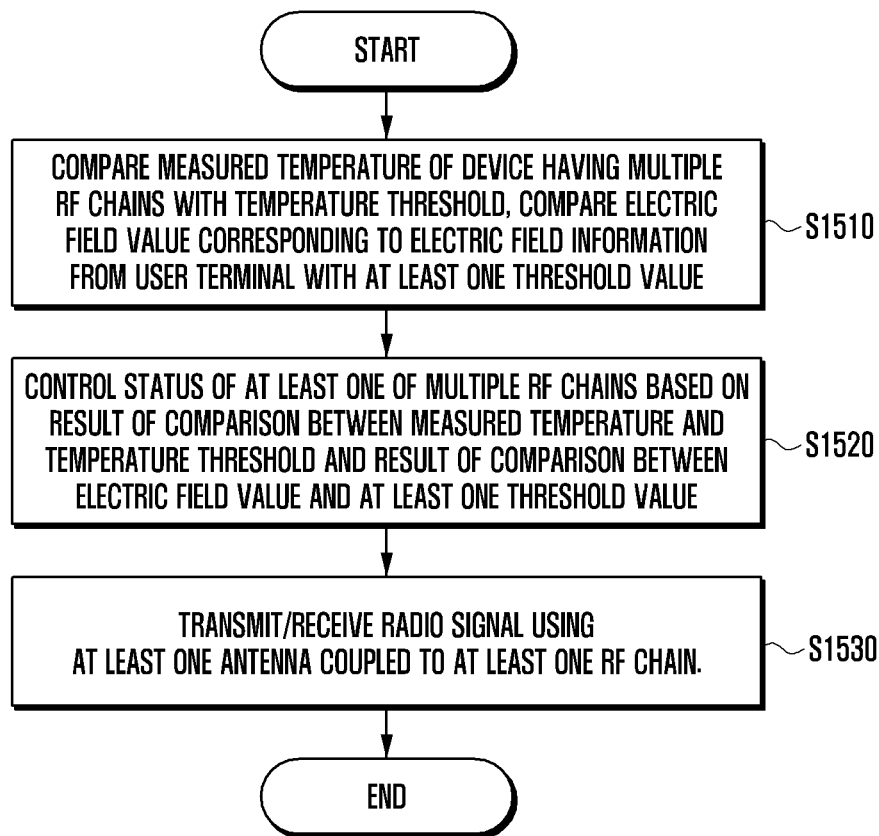 START
COMPARE MEASURED TEMPERATURE OF DEVICE HAVING MULTIPLE
RF CHAINS WITH TEMPERATURE THRESHOLD, COMPARE ELECTRIC
FIELD VALUE CORRESPONDING TO ELECTRIC FIELD INFORMATION
FROM USER TERMINAL WITH AT LEAST ONE THRESHOLD VALUE
S1510
CONTROL STATUS OF AT LEAST ONE OF MULTIPLE RF CHAINS BASED ON
RESULT OF COMPARISON BETWEEN MEASURED TEMPERATURE AND
TEMPERATURE THRESHOLD AND RESULT OF COMPARISON BETWEEN
ELECTRIC FIELD VALUE AND AT LEAST ONE THRESHOLD VALUE
S1520
TRANSMIT/RECEIVE RADIO SIGNAL USING
AT LEAST ONE ANTENNA COUPLED TO AT LEAST ONE RF CHAIN.
S1530
END